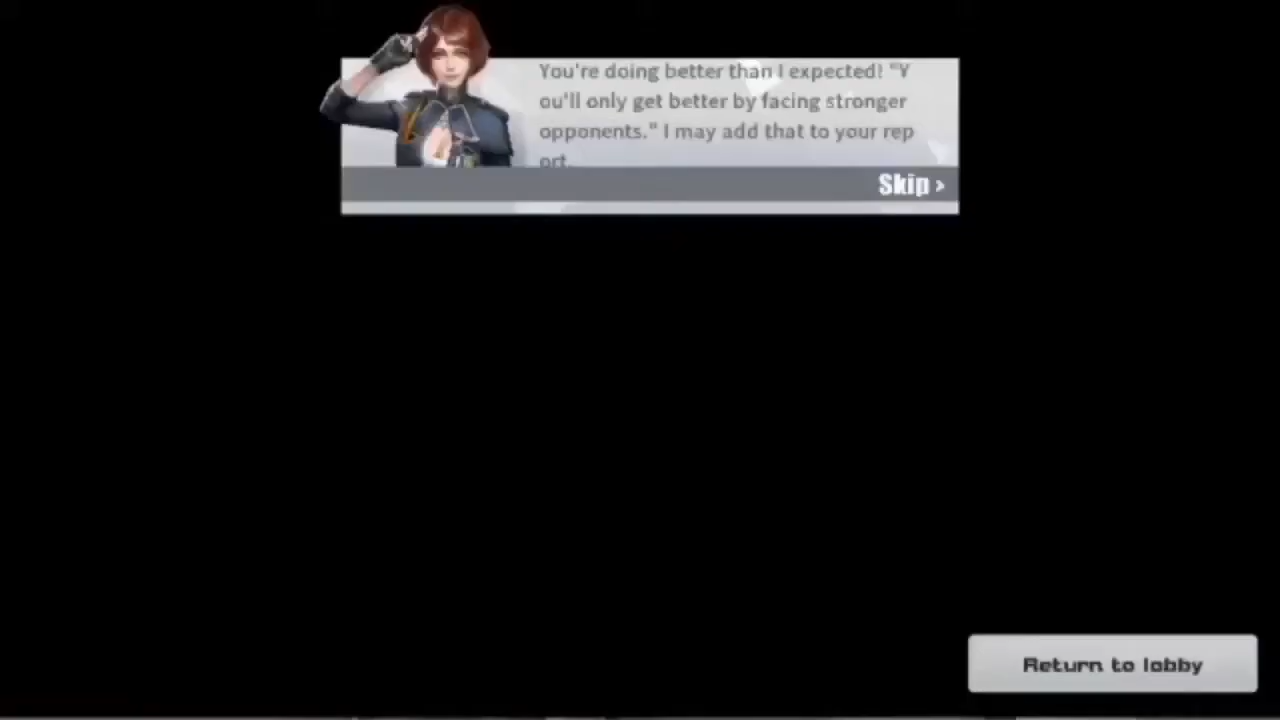 You're doing better than I expected! "Y
ou'll only get better by facing stronger
opponents." I may add that to your rep
ort.
Skip >
Return to lobby